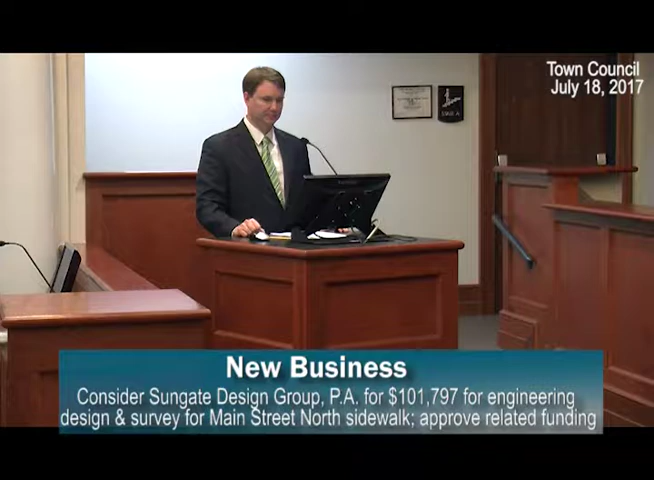 Town Council
July 18, 2017
New Business
Consider Sungate Design Group, P.A. for $101,797 for engineering
design & survey for Main Street North sidewalk; approve related funding